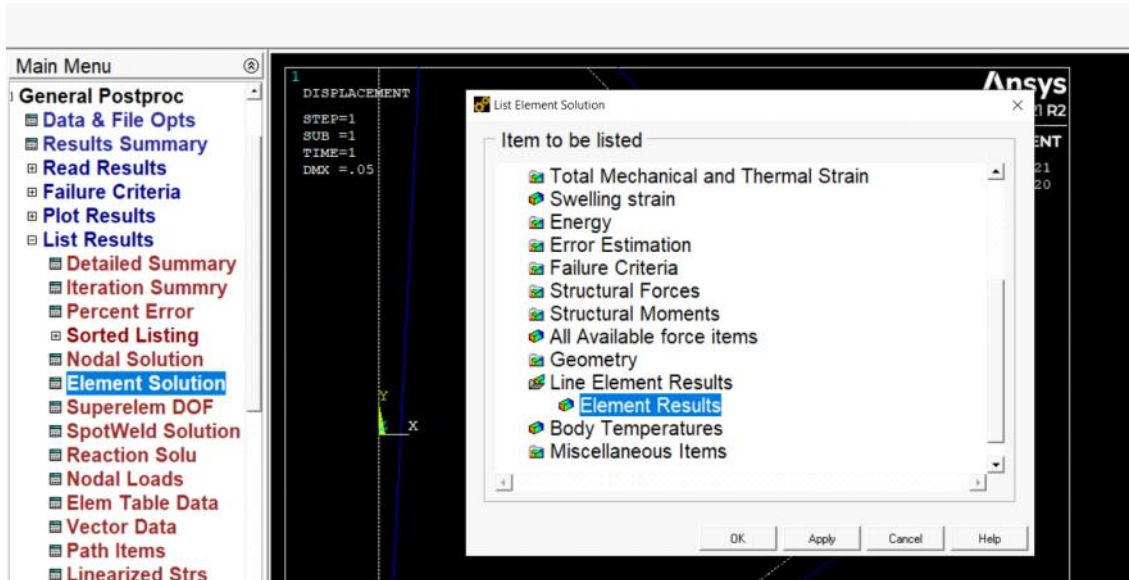 Main Menu
General Postproc
Data & File Opts
Results Summary
Read Results
Failure Criteria
Plot Results
List Results
Detailed Summary
Iteration Summry
Percent Error
Sorted Listing
Nodal Solution
Element Solution
Superelem DOF
SpotWeld Solution
Reaction Solu
Nodal Loads
Elem Table Data
Vector Data
Path Items
Linearized Strs
1
DISPLACEMENT
STEP=1
SUB =1
TIME=1
DMX =.05
Y
X
Ansys
R2
ENT
21
20
List Element Solution
Item to be listed
Total Mechanical and Thermal Strain
Swelling strain
Energy
Error Estimation
Failure Criteria
Structural Forces
Structural Moments
All Available force items
Geometry
Line Element Results
Element Results
Body Temperatures
Miscellaneous Items
OK
Apply
Cancel
Help